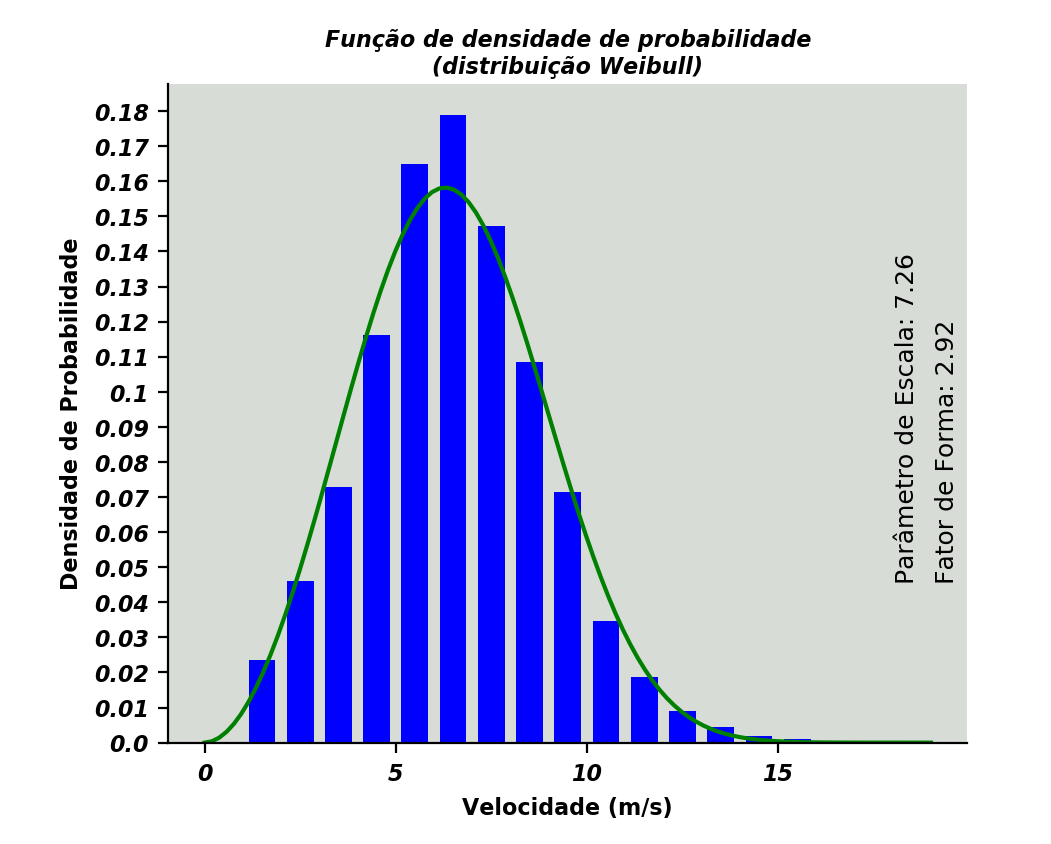 Função de densidade de probabilidade
(distribuição Weibull)
0.18
0.17
0.16
0.15
0.14
0.13
0.12
0.11
0.1
0.09
0.08
0.07
0.06
0.05
0.04
0.03
0.02
0.01
0.0
Densidade de Probabilidade
Parâmetro de Escala: 7.26
Fator de Forma: 2.92
0 5 10 15
Velocidade (m/s)